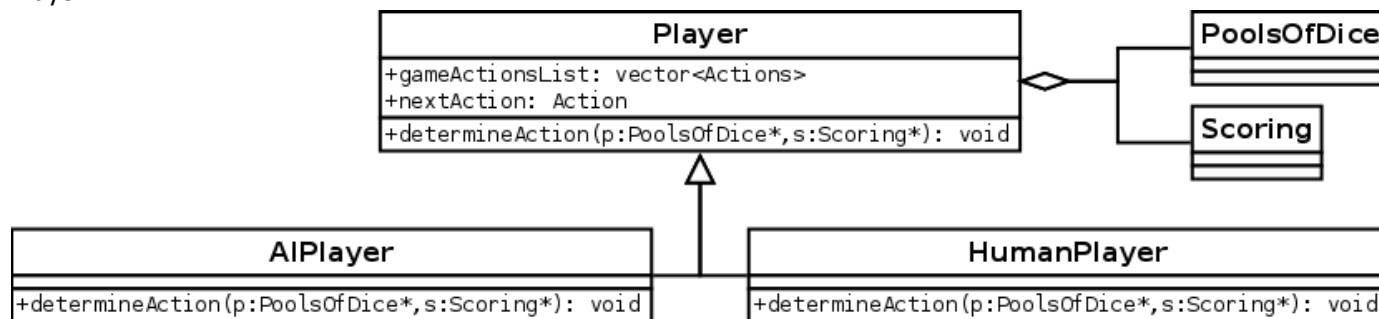 Player
PoolsOfDice
+gameActionsList: vector<Actions>
+nextAction: Action
+determineAction(p:PoolsOfDice*,s:Scoring*): void
Scoring
AIPlayer
HumanPlayer
+determineAction(p:PoolsOfDice*,s:Scoring*): void
+determineAction(p:PoolsOfDice*,s:Scoring*): void